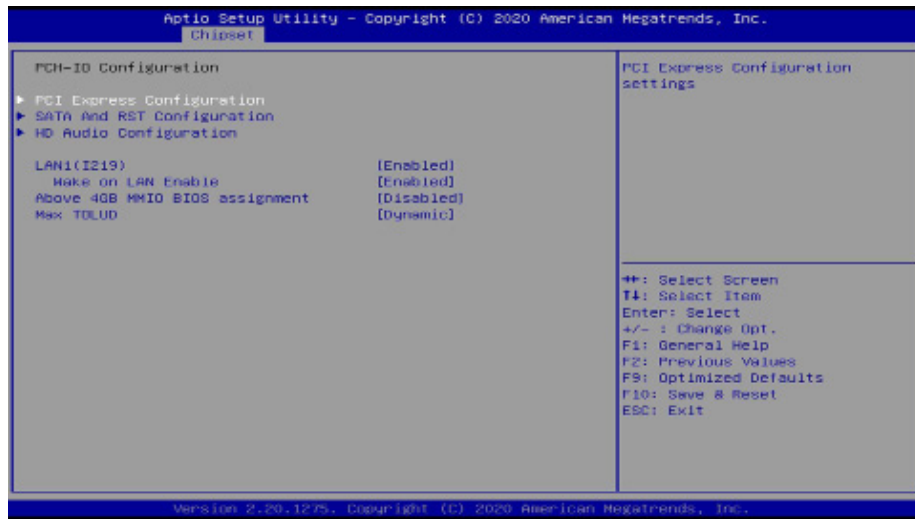 Aptio Setup Utility – Copyright (C) 2020 American Megatrends, Inc.
Chipset
PCH-IO Configuration
PCI Express Configuration
SATA And RST Configuration
HD Audio Configuration
LAN1(I219) [Enabled]
Wake on LAN Enable [Enabled]
Above 4GB MMIO BIOS assignment [Disabled]
Max TOLUD [Dynamic]
PCI Express Configuration
settings
→←: Select Screen
↑↓: Select Item
Enter: Select
+/- : Change Opt.
F1: General Help
F2: Previous Values
F9: Optimized Defaults
F10: Save & Reset
ESC: Exit
Version 2.20.1275. Copyright (C) 2020 American Megatrends, Inc.